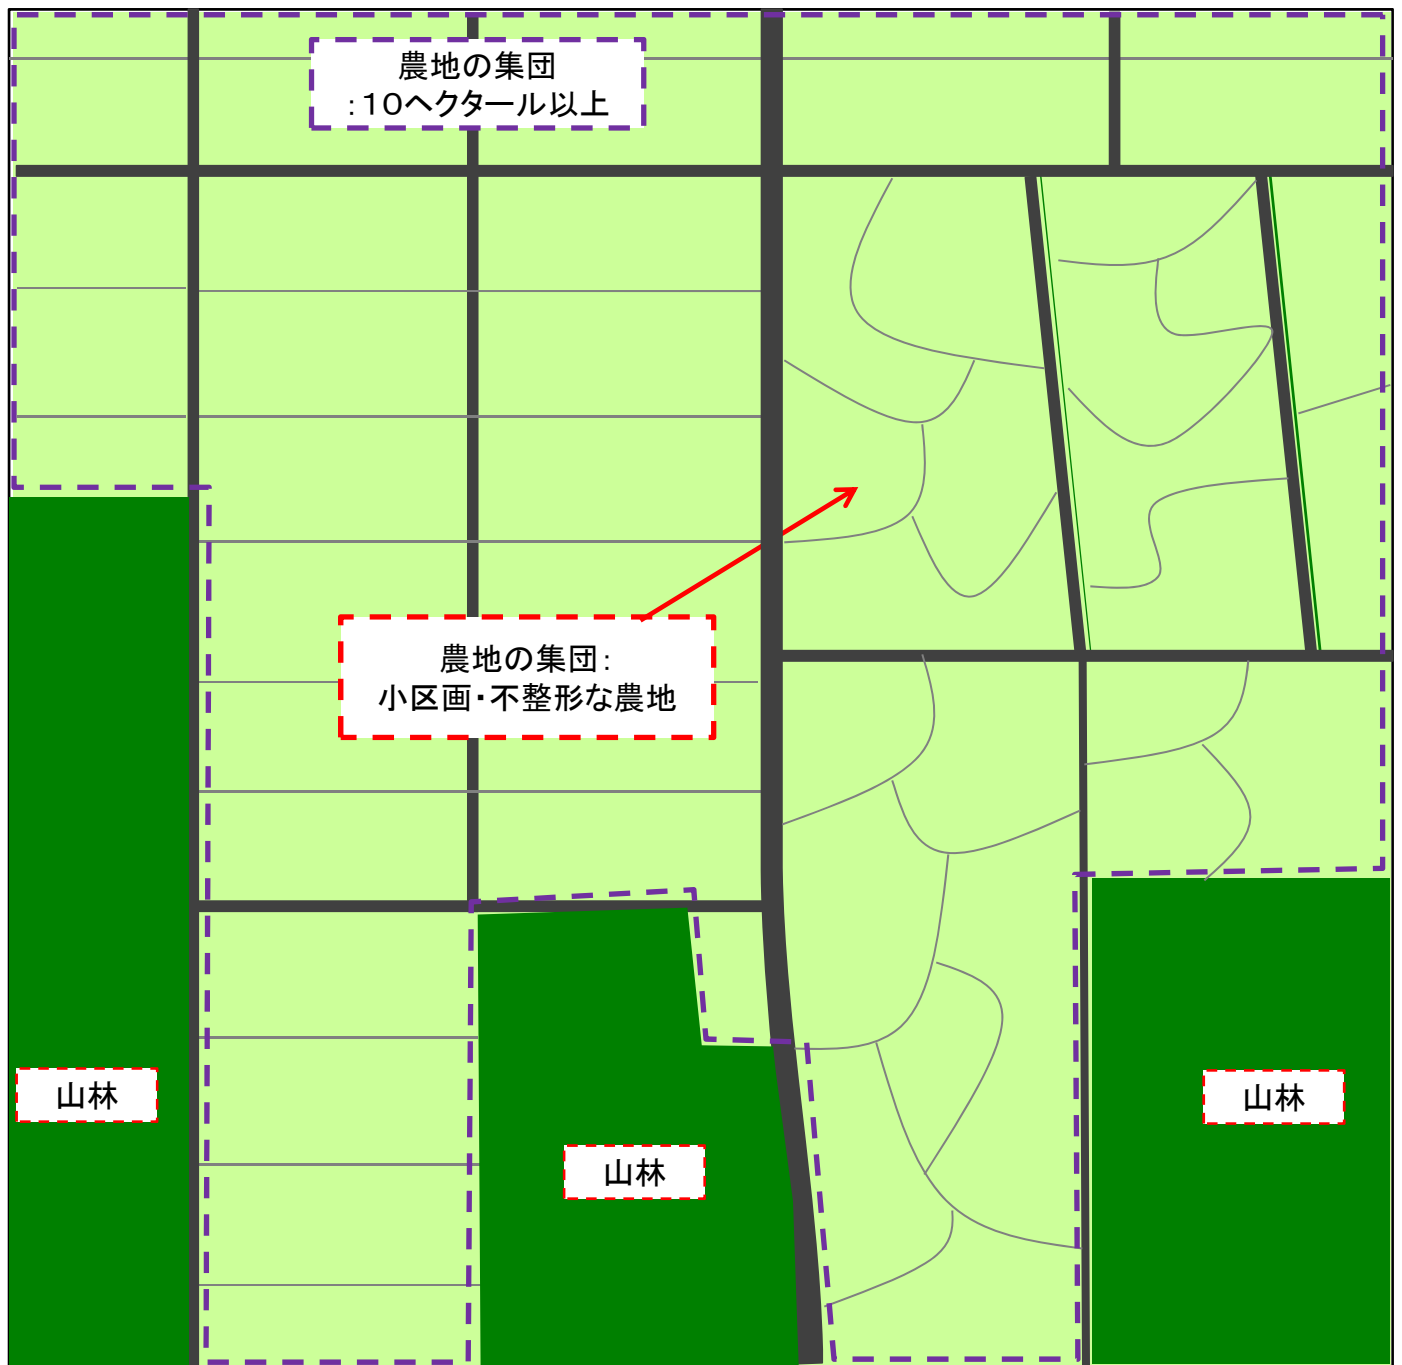 農地の集団
：１０ヘクタール以上
農地の集団：
小区画・不整形な農地
山林
山林
山林